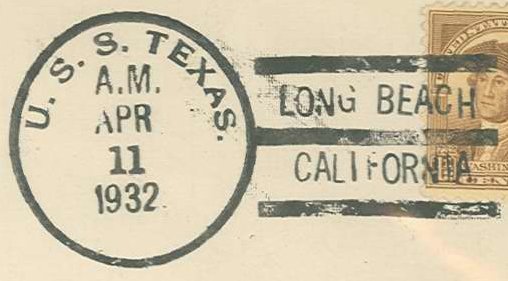 U. S. S. TEXAS.
A.M.
APR
11
1932
LONG BEACH
CALIFORNIA